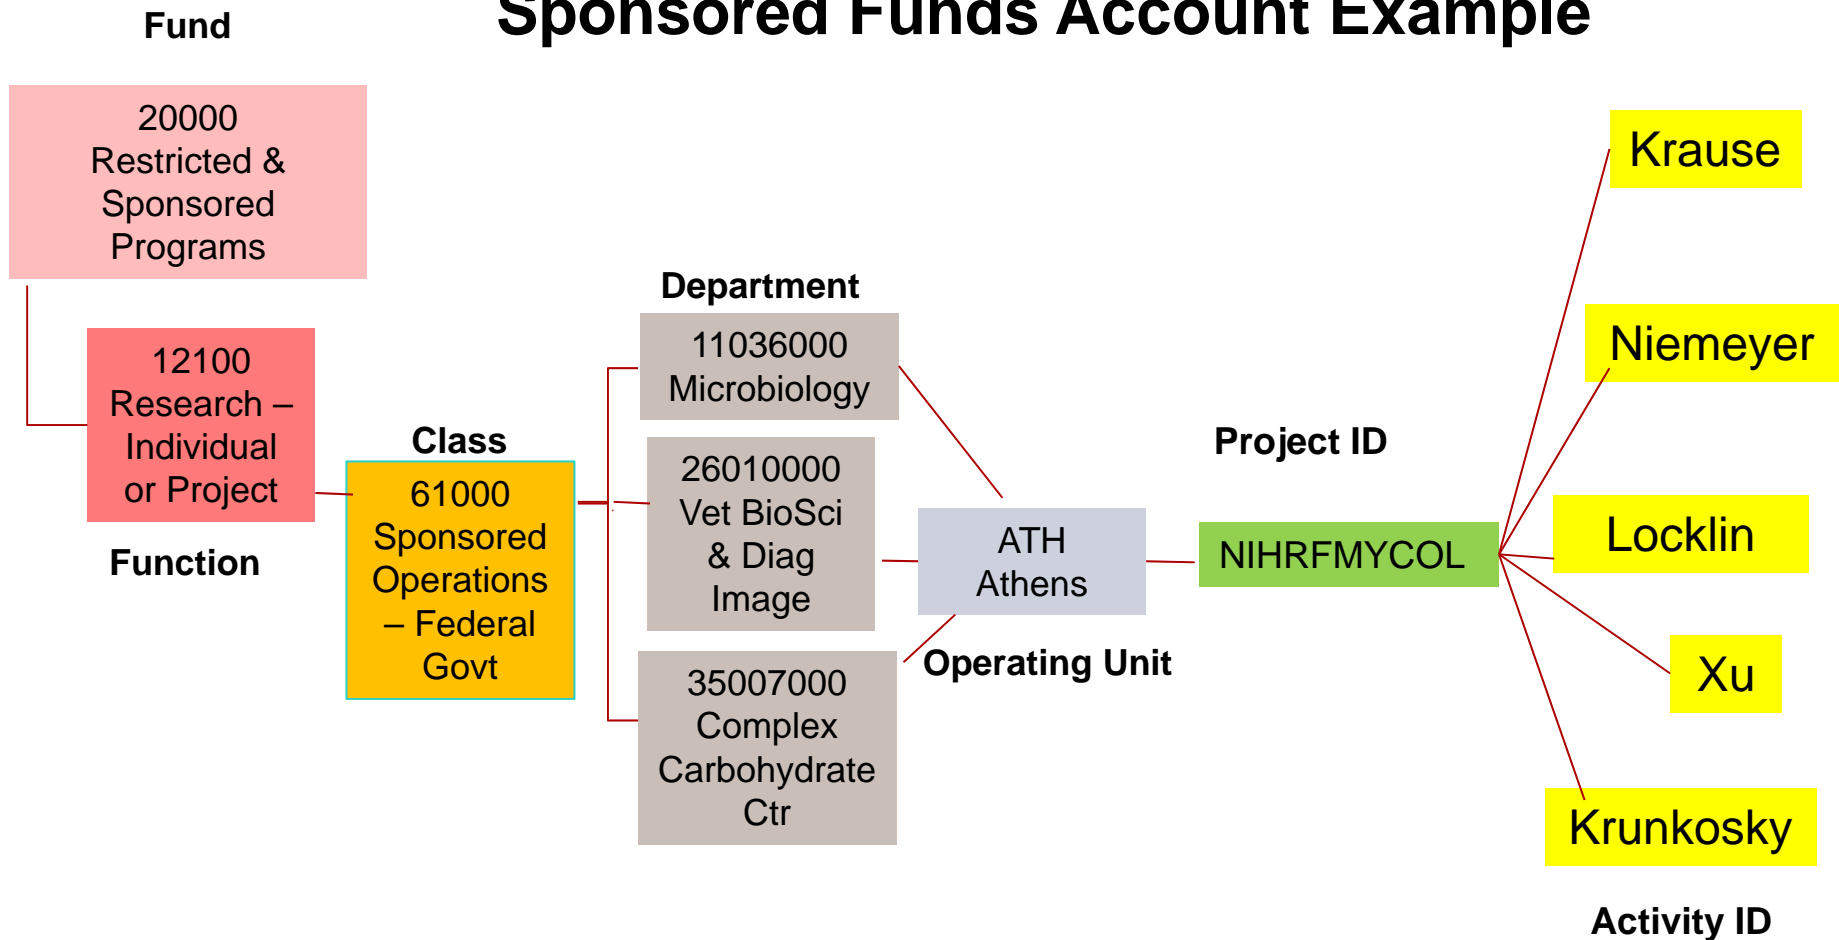 Sponsored Funds Account Example
Fund
20000
Restricted &
Sponsored
Programs
12100
Research –
Individual
or Project
Function
Class
61000
Sponsored
Operations
– Federal
Govt
Department
11036000
Microbiology
26010000
Vet BioSci
& Diag
Image
35007000
Complex
Carbohydrate
Ctr
ATH
Athens
Operating Unit
Project ID
NIHRFMYCOL
Krause
Niemeyer
Locklin
Xu
Krunkosky
Activity ID